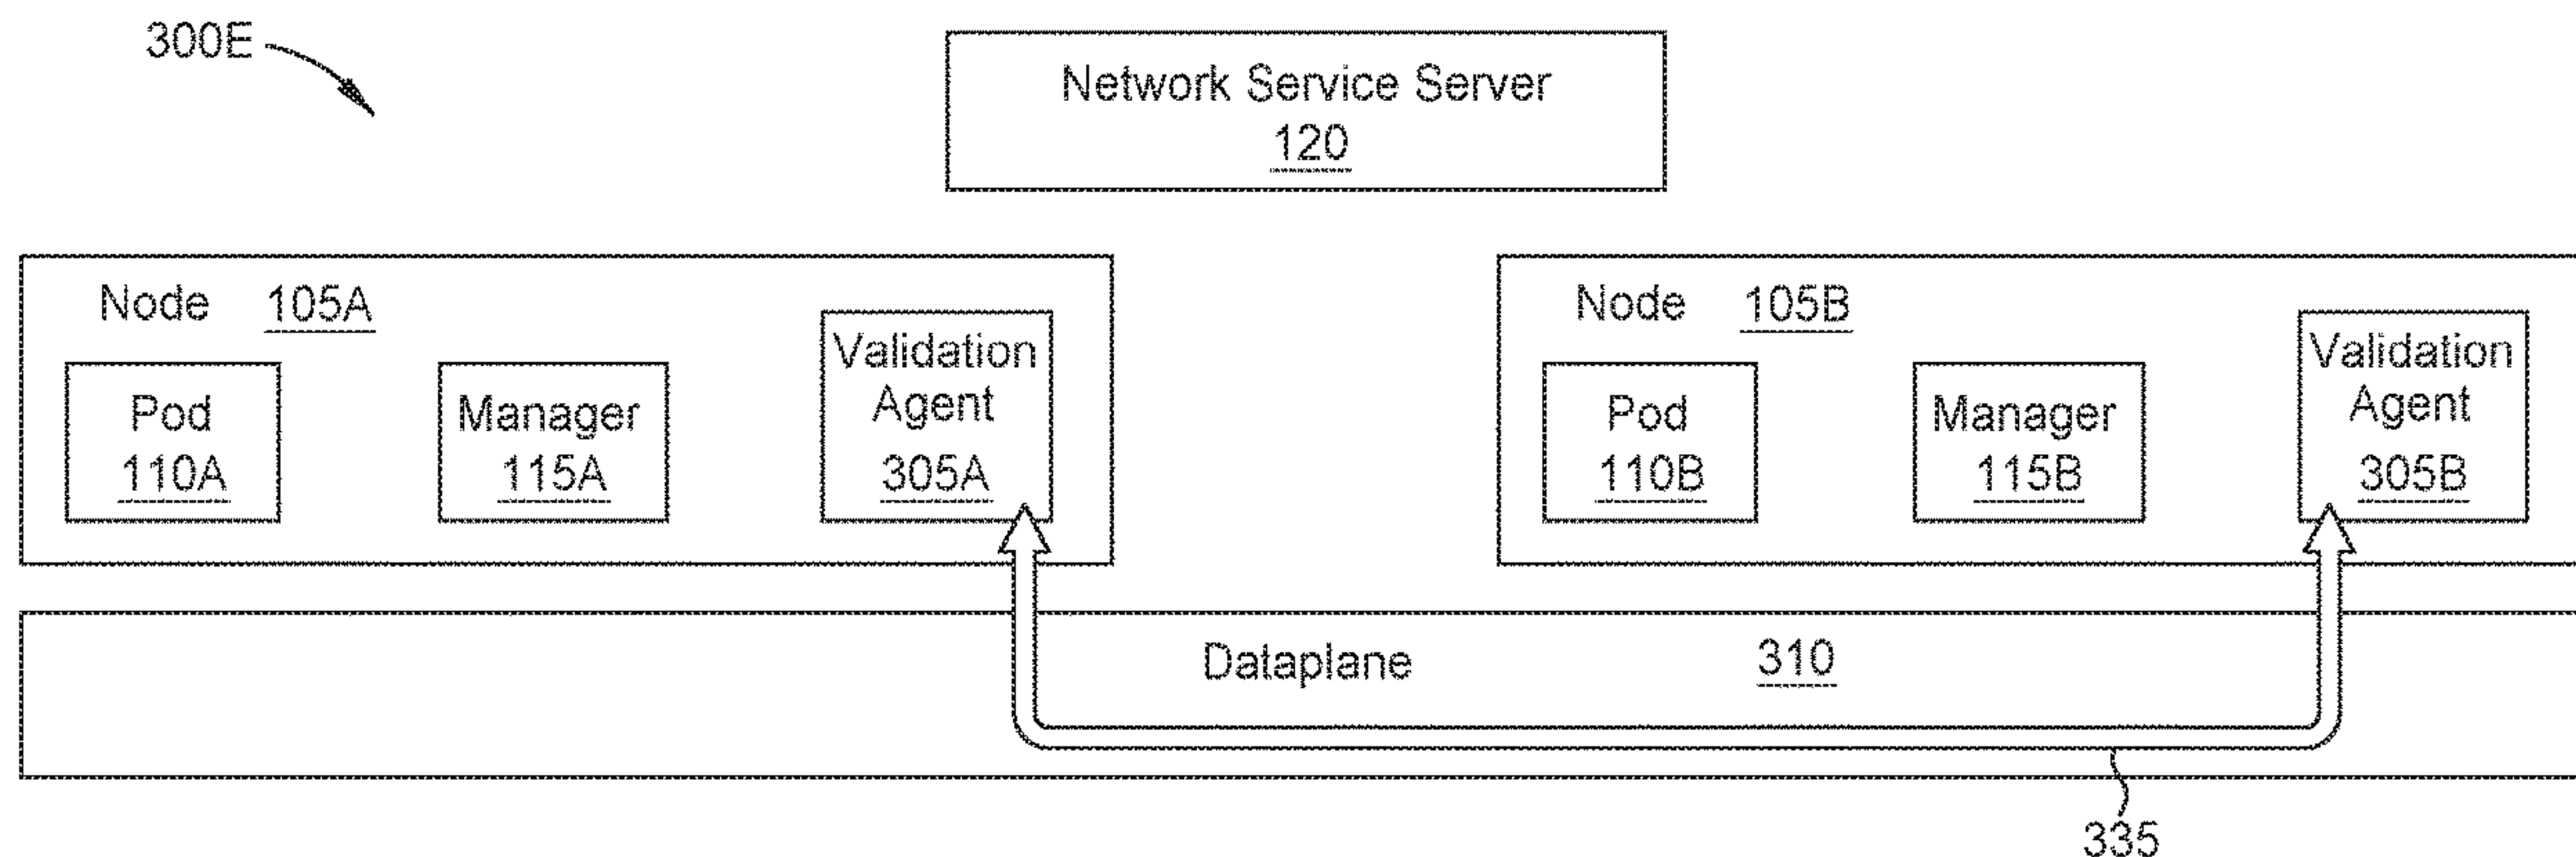 300E
Network Service Server
120
Node 105A
Pod
110A
Manager
115A
Validation
Agent
305A
Node 105B
Pod
110B
Manager
115B
Validation
Agent
305B
Dataplane 310
335